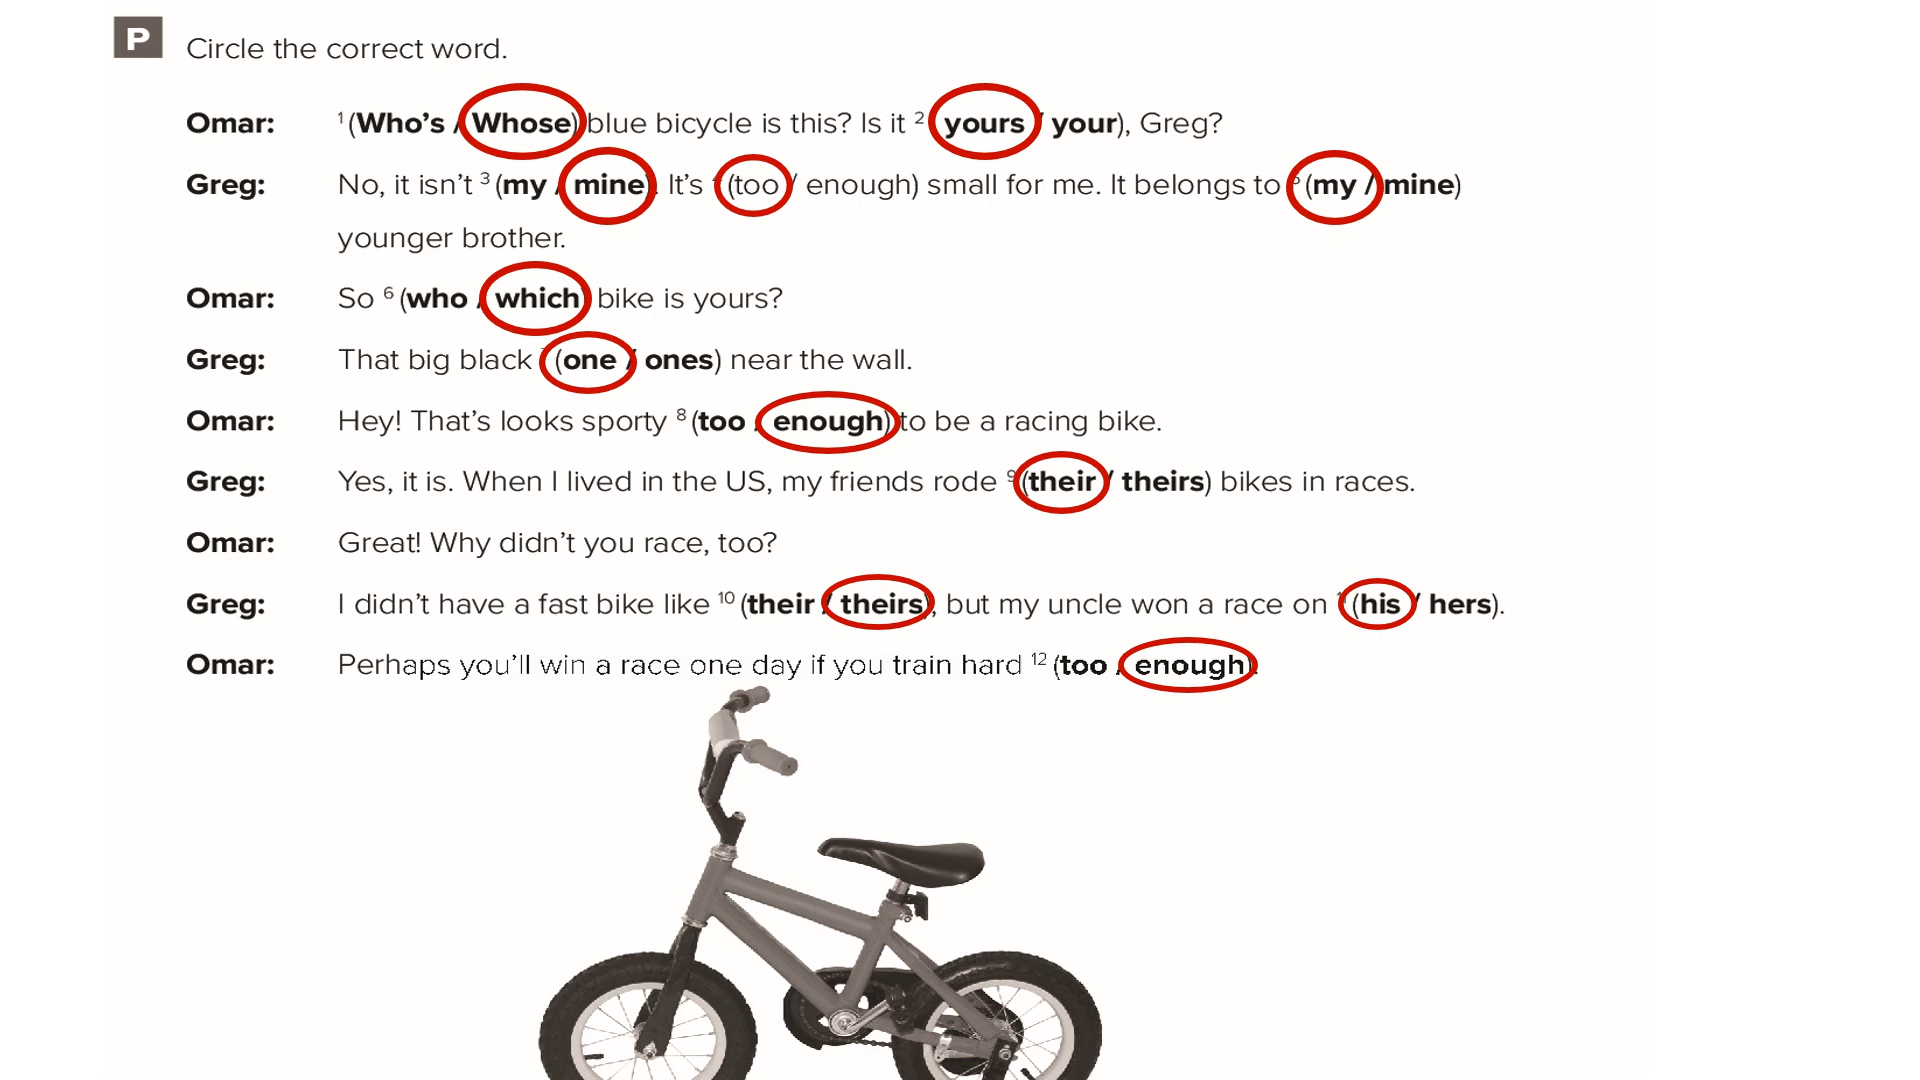 P Circle the correct word.
Omar: ¹ (Who's / Whose) blue bicycle is this? Is it ² yours / your), Greg?
Greg: No, it isn't ³ (my / mine). It's (too / enough) small for me. It belongs to ⁵ (my / mine)
younger brother.
Omar: So ⁶ (who / which) bike is yours?
Greg: That big black (one / ones) near the wall.
Omar: Hey! That's looks sporty ⁸ (too / enough) to be a racing bike.
Greg: Yes, it is. When I lived in the US, my friends rode ⁹ (their / theirs) bikes in races.
Omar: Great! Why didn't you race, too?
Greg: I didn't have a fast bike like ¹⁰ (their / theirs), but my uncle won a race on (his / hers).
Omar: Perhaps you'll win a race one day if you train hard ¹² (too / enough).